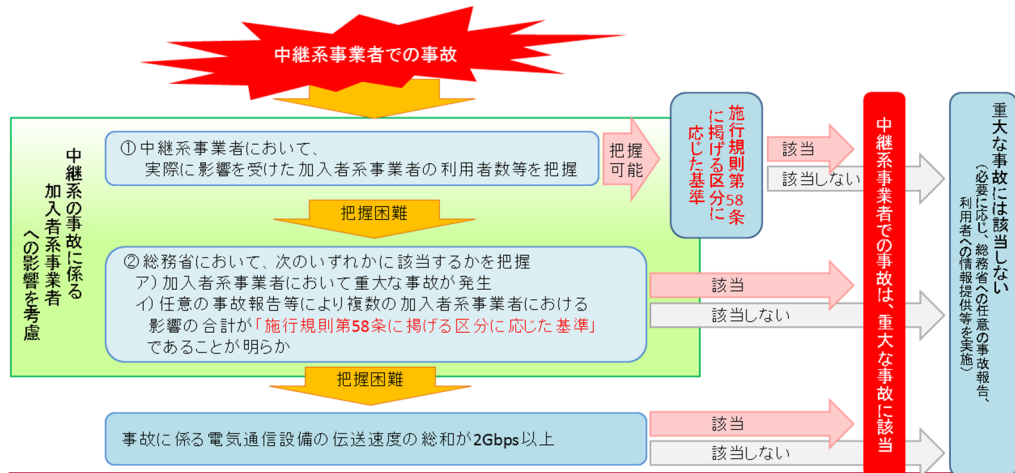 中継系事業者での事故
中継系の事故に係る
加入者系事業者
への影響を考慮
①中継系事業者において、
実際に影響を受けた加入者系事業者の利用者数等を把握
把握
可能
施行規則第58条
に掲げる区分に
応じた基準
該当
該当しない
把握困難
②総務省において、次のいずれかに該当するかを把握
ア）加入者系事業者において重大な事故が発生
イ）任意の事故報告等により複数の加入者系事業者における
影響の合計が「施行規則第58条に掲げる区分に応じた基準」
であることが明らか
該当
該当しない
把握困難
事故に係る電気通信設備の伝送速度の総和が2Gbps以上
該当
該当しない
中継系事業者での事故は、重大な事故に該当
重大な事故には該当しない
（必要に応じ、総務省への任意の事故報告、
利用者への情報提供等を実施）